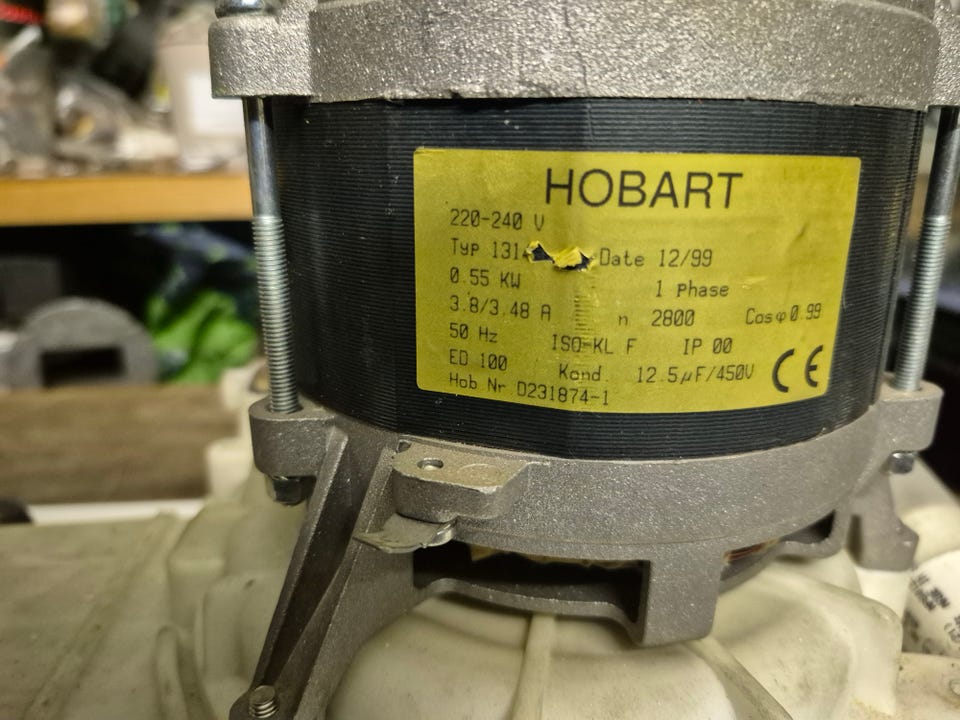 HOBART
220-240 V
Typ 131 Date 12/99
0.55 KW 1 Phase
3.8/3.48 A n 2800 Cosφ 0.99
50 Hz ISO-KL F IP 00
ED 100 Kond. 12.5µF/450V
Hob Nr D231874-1
CE